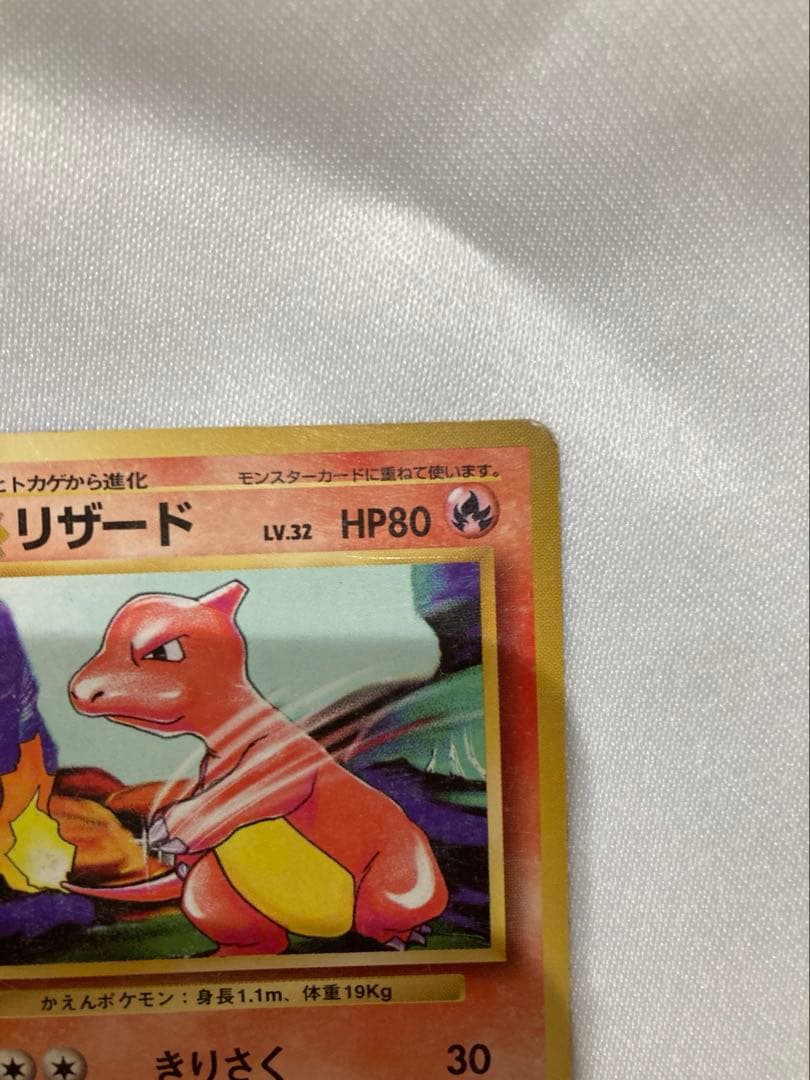 ヒトカゲから進化
モンスターカードに重ねて使います。
リザード LV.32 HP80
かえんポケモン：身長1.1m、体重19Kg
きりさく 30